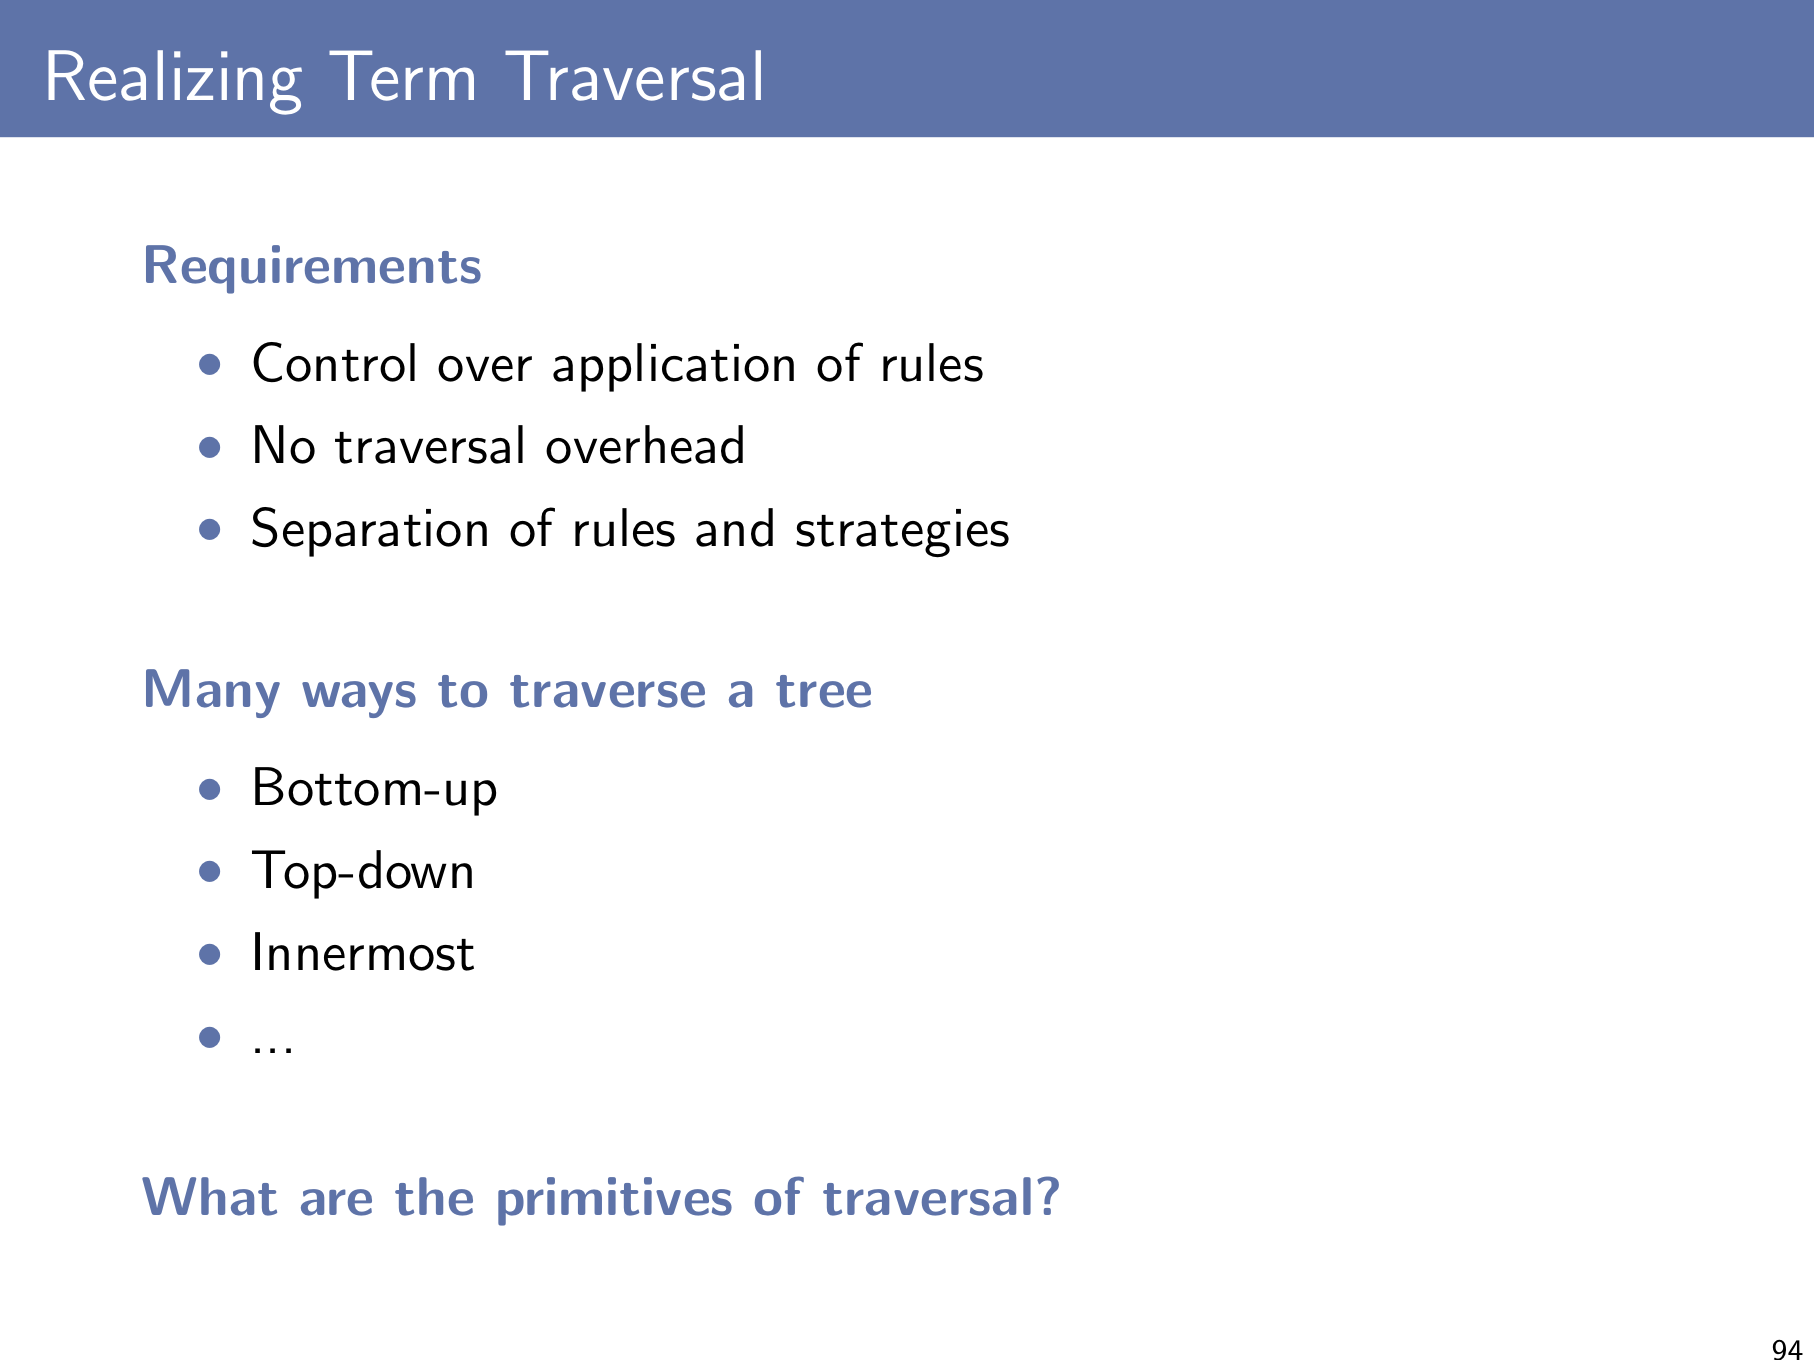 Realizing Term Traversal
Requirements
• Control over application of rules
• No traversal overhead
• Separation of rules and strategies
Many ways to traverse a tree
• Bottom-up
• Top-down
• Innermost
• ...
What are the primitives of traversal?
94